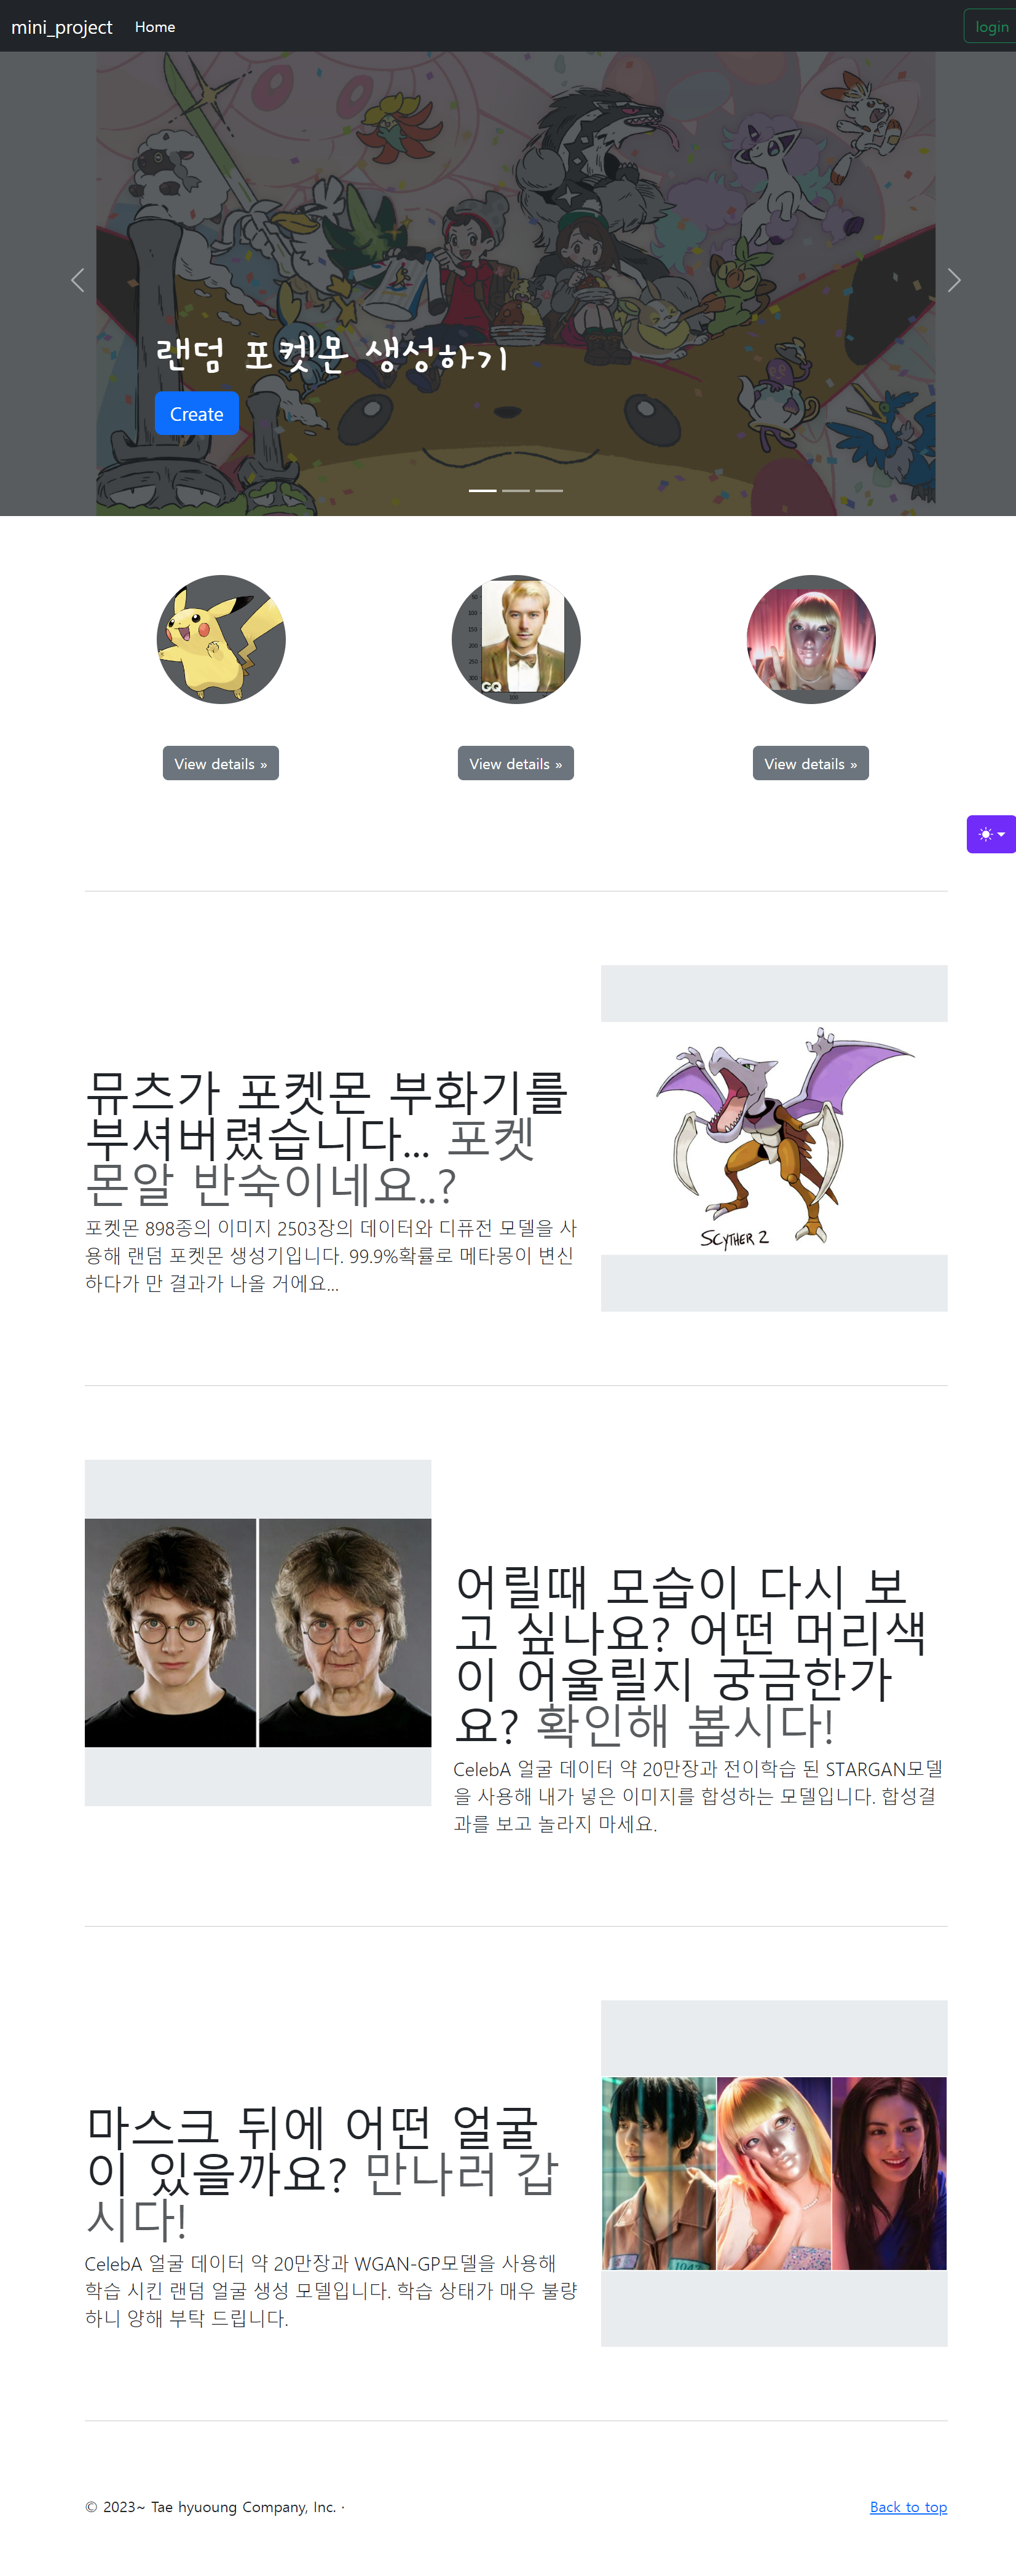 mini_project Home login
랜덤 포켓몬 생성하기
Create
50
100
150
200
250
300
GQ
100
View details »
View details »
View details »
뮤츠가 포켓몬 부화기를
부셔버렸습니다... 포켓
몬알 반숙이네요..?
포켓몬 898종의 이미지 2503장의 데이터와 디퓨전 모델을 사
용해 랜덤 포켓몬 생성기입니다. 99.9%확률로 메타몽이 변신
하다가 만 결과가 나올 거에요...
SCYTHER 2
어릴때 모습이 다시 보
고 싶나요? 어떤 머리색
이 어울릴지 궁금한가
요? 확인해 봅시다!
CelebA 얼굴 데이터 약 20만장과 전이학습 된 STARGAN모델
을 사용해 내가 넣은 이미지를 합성하는 모델입니다. 합성결
과를 보고 놀라지 마세요.
마스크 뒤에 어떤 얼굴
이 있을까요? 만나러 갑
시다!
CelebA 얼굴 데이터 약 20만장과 WGAN-GP모델을 사용해
학습 시킨 랜덤 얼굴 생성 모델입니다. 학습 상태가 매우 불량
하니 양해 부탁 드립니다.
© 2023~ Tae hyuoung Company, Inc. · Back to top